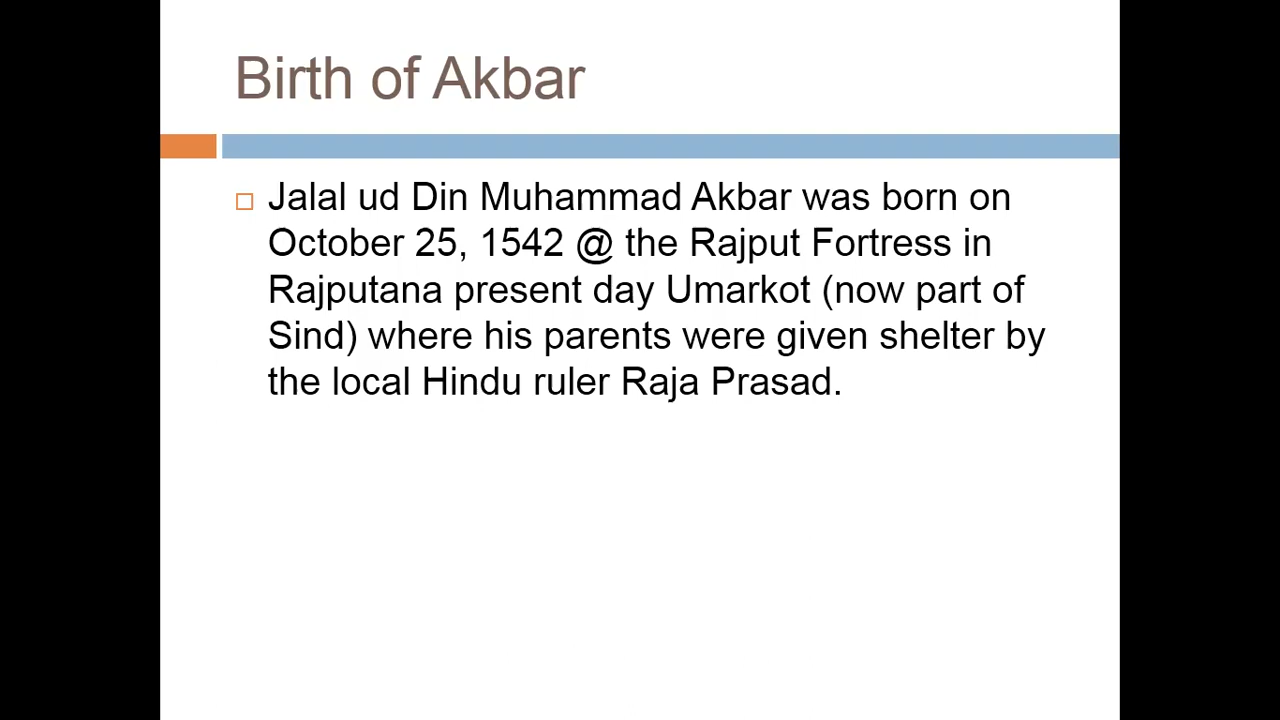 Birth of Akbar
Jalal ud Din Muhammad Akbar was born on
October 25, 1542 @ the Rajput Fortress in
Rajputana present day Umarkot (now part of
Sind) where his parents were given shelter by
the local Hindu ruler Raja Prasad.